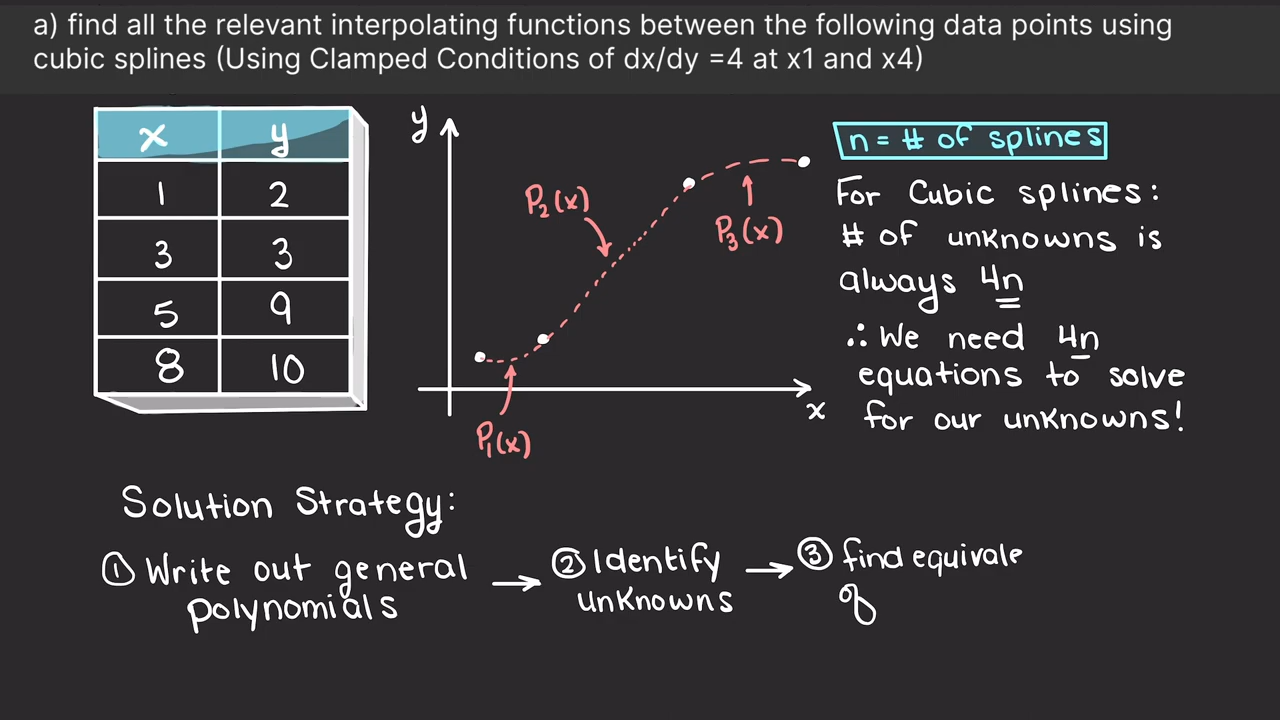 a) find all the relevant interpolating functions between the following data points using
cubic splines (Using Clamped Conditions of dx/dy =4 at x1 and x4)
x y
1 2
3 3
5 9
8 10
y
x
P₁(x)
P₂(x)
P₃(x)
n = # of splines
For Cubic splines:
# of unknowns is
always 4n
∴ We need 4n
equations to solve
for our unknowns!
Solution Strategy:
① Write out general
polynomials
→ ② Identify
unknowns
→ ③ find equivale